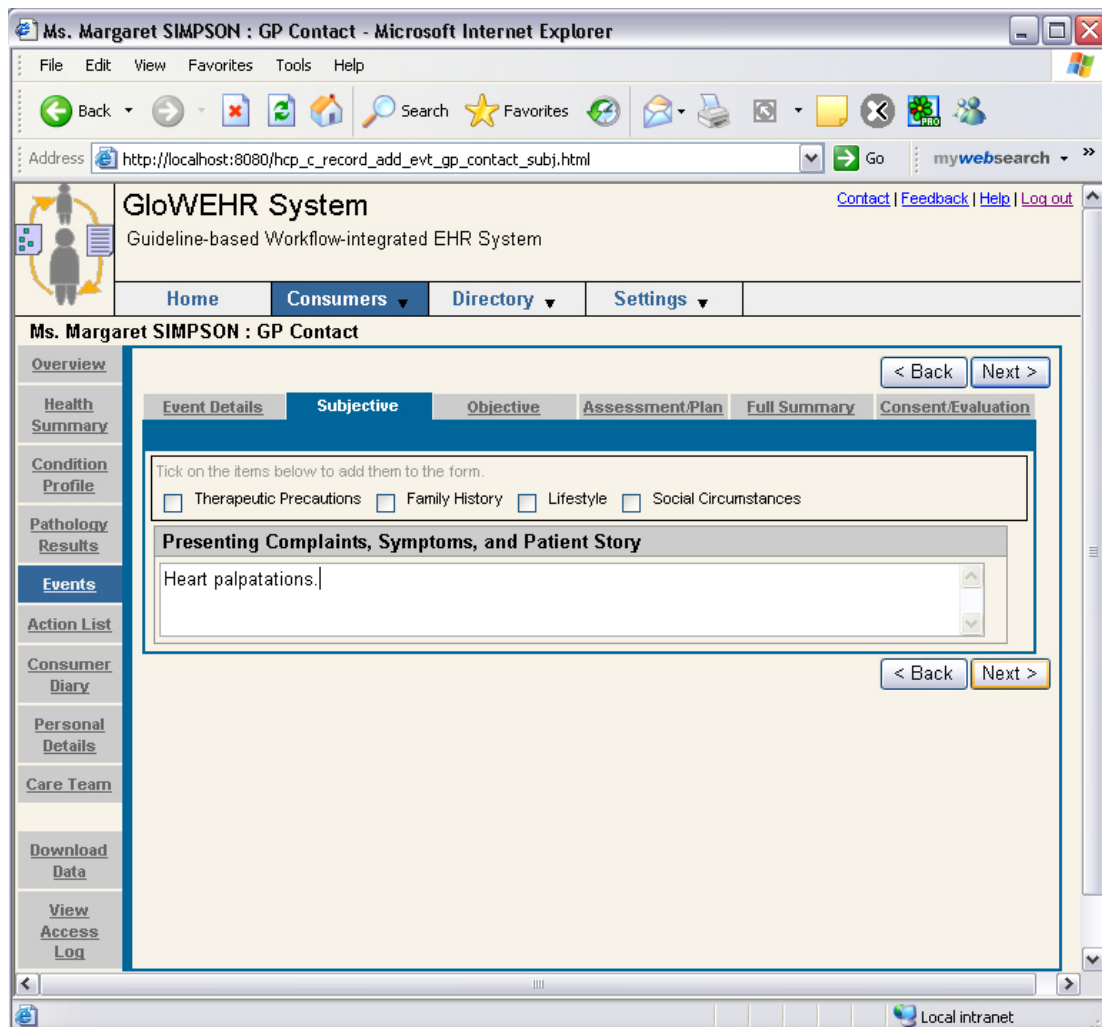 Ms. Margaret SIMPSON : GP Contact - Microsoft Internet Explorer
File Edit View Favorites Tools Help
Back Search Favorites PRO
Address http://localhost:8080/hcp_c_record_add_evt_gp_contact_subj.html Go mywebsearch »
GloWEHR System
Contact | Feedback | Help | Log out
Guideline-based Workflow-integrated EHR System
Home Consumers Directory Settings
Ms. Margaret SIMPSON : GP Contact
Overview
Health
Summary
Condition
Profile
Pathology
Results
Events
Action List
Consumer
Diary
Personal
Details
Care Team
Download
Data
View
Access
Log
< Back Next >
Event Details Subjective Objective Assessment/Plan Full Summary Consent/Evaluation
Tick on the items below to add them to the form.
Therapeutic Precautions Family History Lifestyle Social Circumstances
Presenting Complaints, Symptoms, and Patient Story
Heart palpatations.
< Back Next >
Local intranet